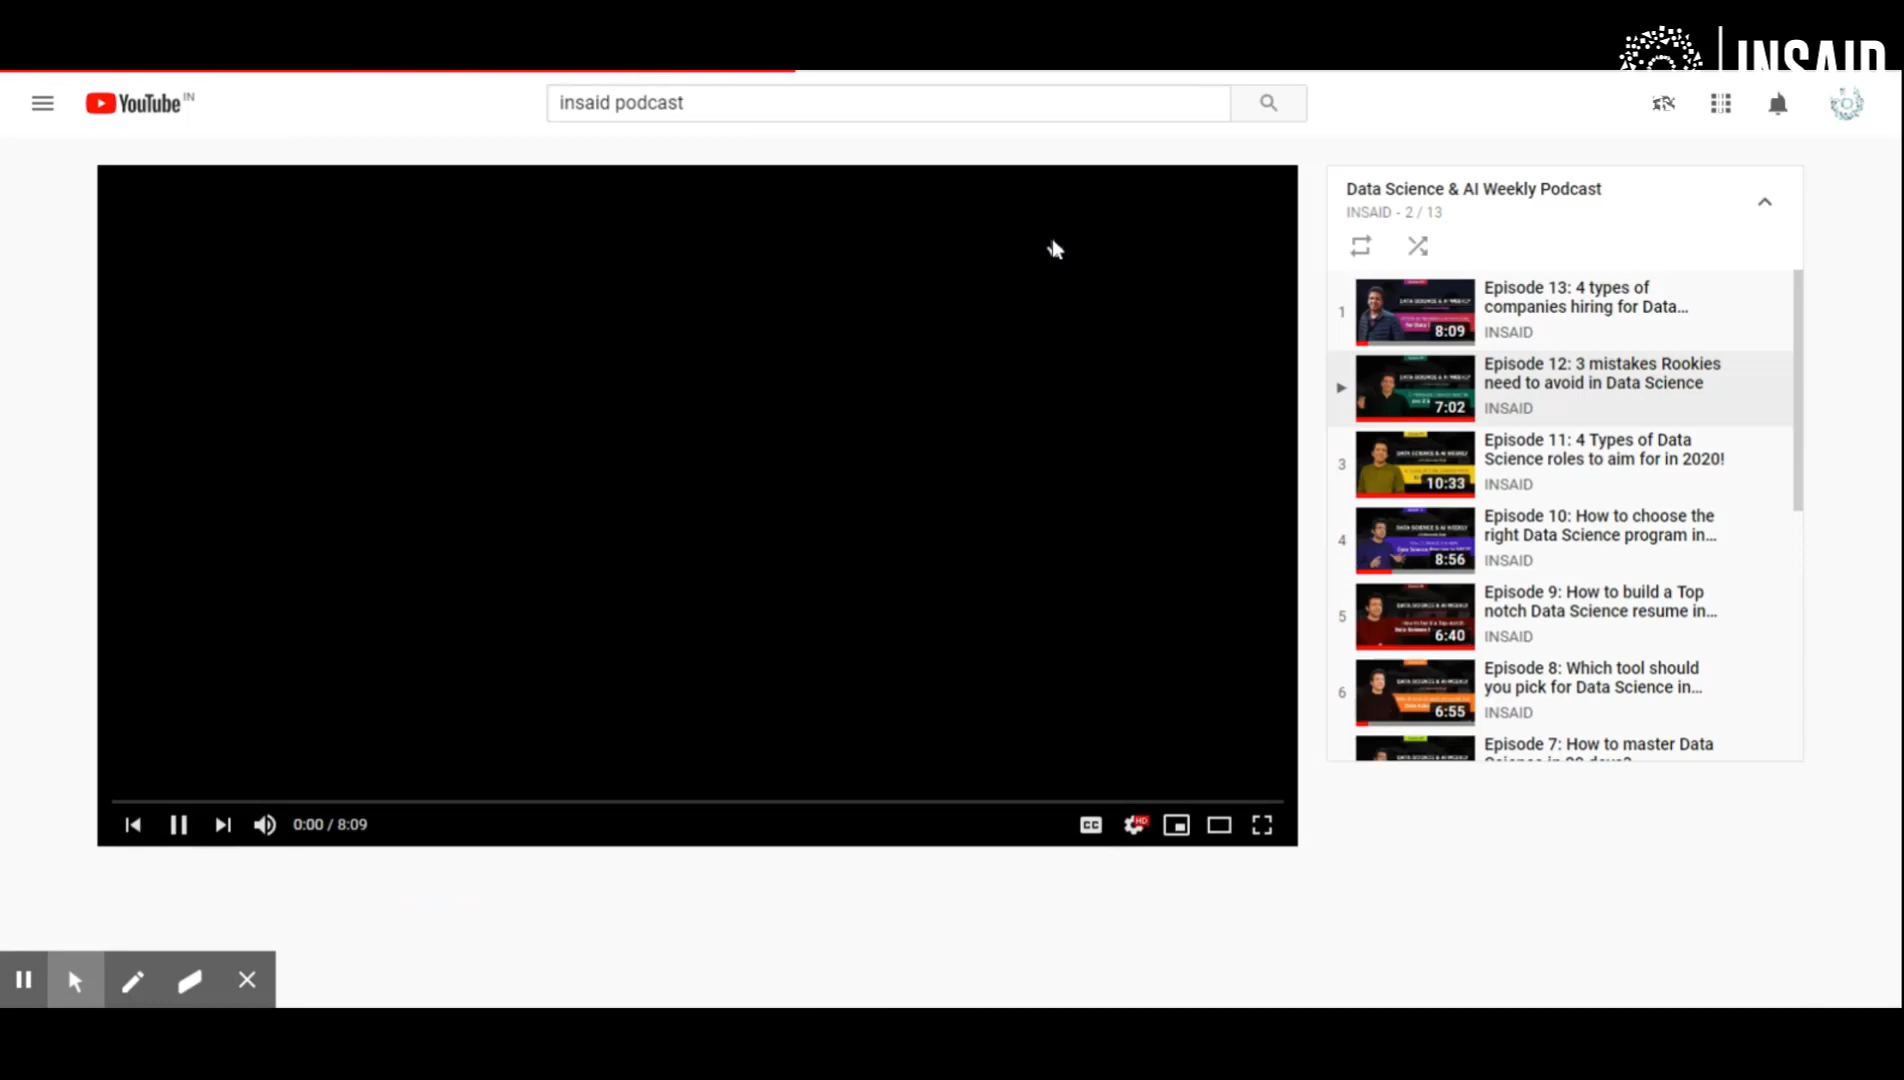 INSAID
YouTube IN
insaid podcast
Data Science & AI Weekly Podcast
INSAID - 2 / 13
1
8:09
Episode 13: 4 types of
companies hiring for Data...
INSAID
7:02
Episode 12: 3 mistakes Rookies
need to avoid in Data Science
INSAID
3
10:33
Episode 11: 4 Types of Data
Science roles to aim for in 2020!
INSAID
4
8:56
Episode 10: How to choose the
right Data Science program in...
INSAID
5
6:40
Episode 9: How to build a Top
notch Data Science resume in...
INSAID
6
6:55
Episode 8: Which tool should
you pick for Data Science in...
INSAID
Episode 7: How to master Data
0:00 / 8:09
CC
HD